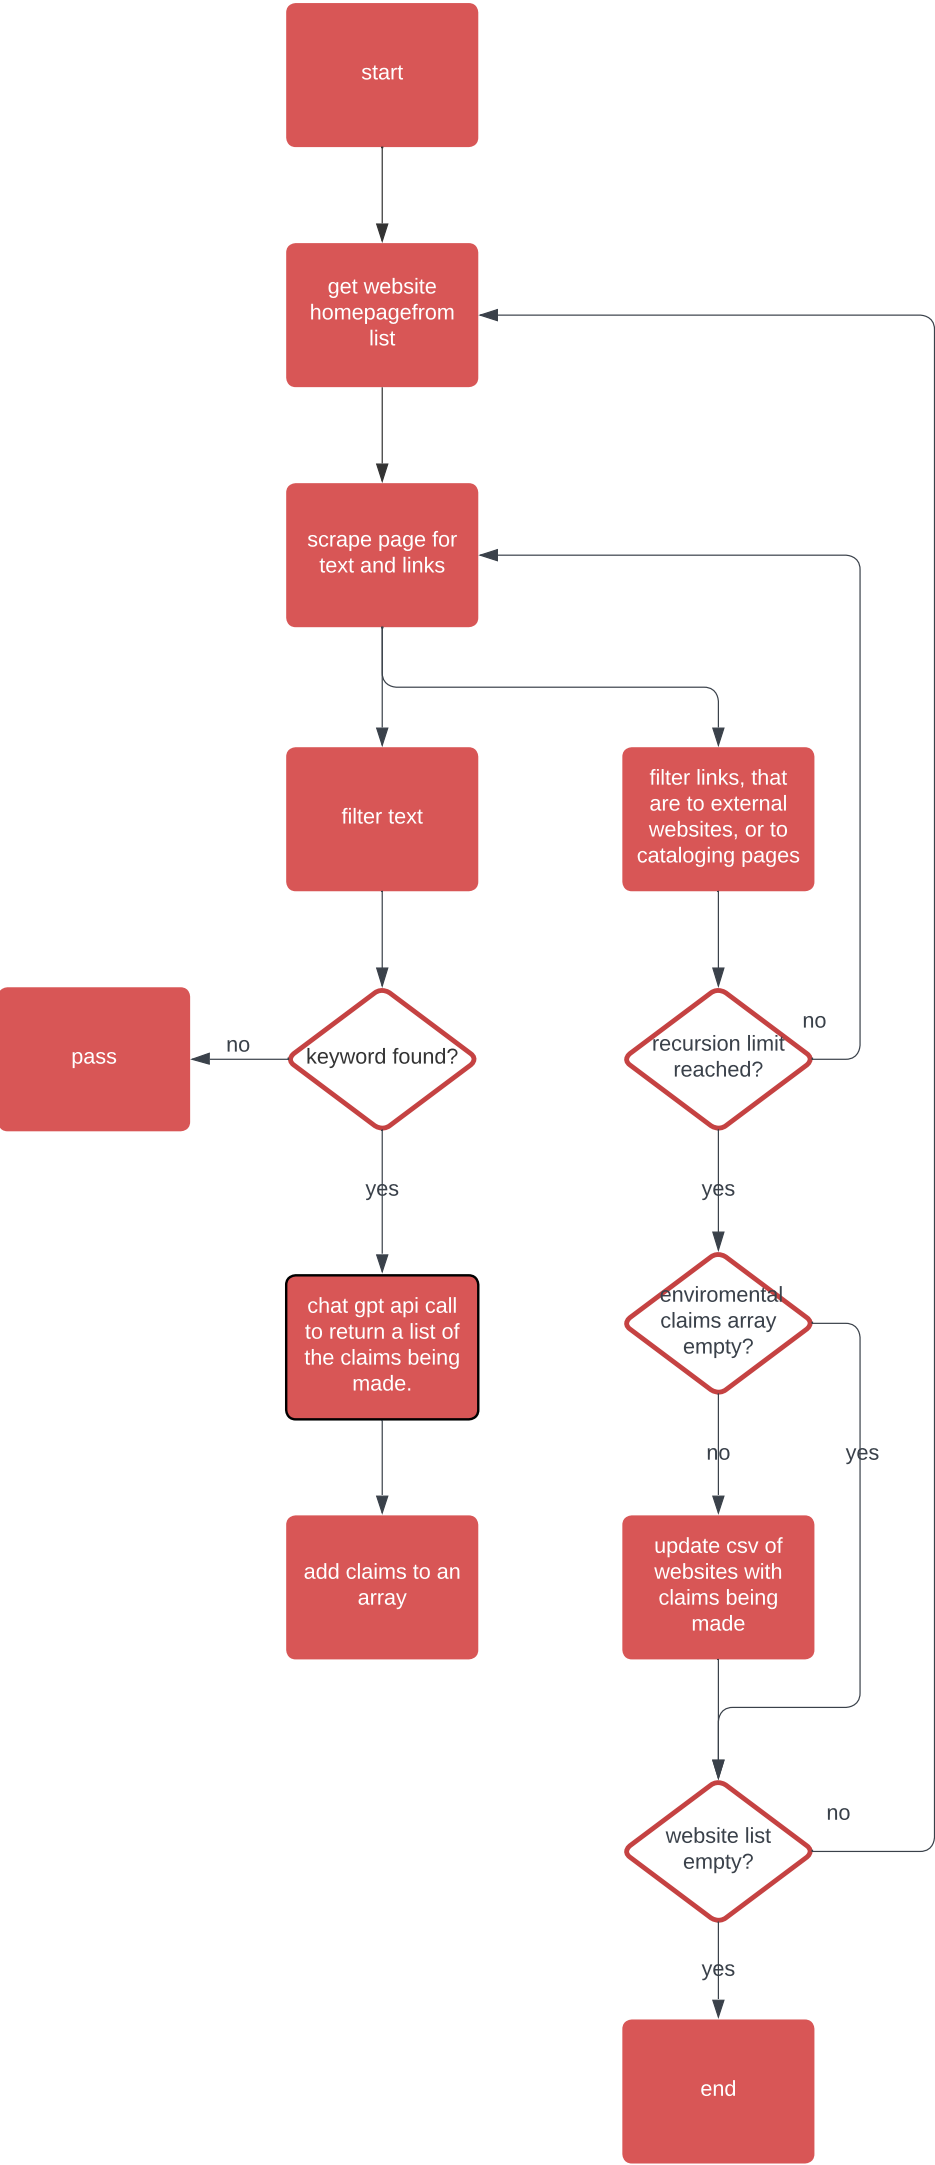 start
get website
homepagefrom
list
scrape page for
text and links
filter text
filter links, that
are to external
websites, or to
cataloging pages
pass
no
keyword found?
recursion limit
reached?
no
yes
yes
chat gpt api call
to return a list of
the claims being
made.
enviromental
claims array
empty?
no
yes
add claims to an
array
update csv of
websites with
claims being
made
website list
empty?
no
yes
end